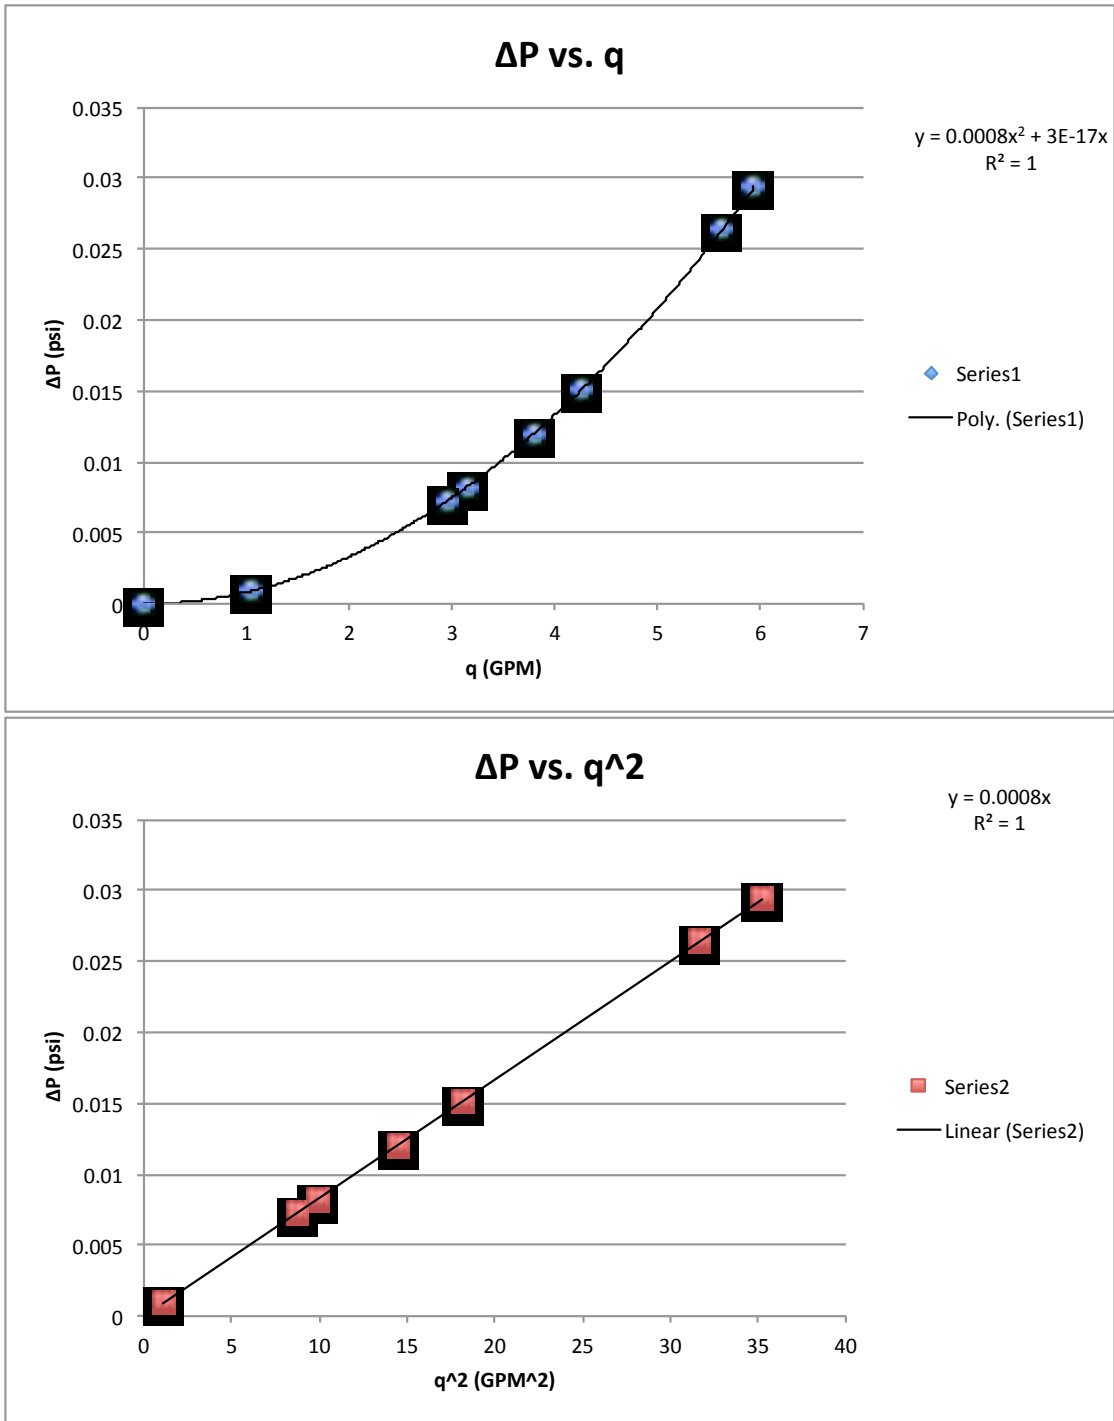 ΔP vs. q
y = 0.0008x² + 3E-17x
R² = 1
0.035
0.03
0.025
0.02
0.015
0.01
0.005
0
ΔP (psi)
0 1 2 3 4 5 6 7
q (GPM)
Series1
Poly. (Series1)
ΔP vs. q^2
y = 0.0008x
R² = 1
0.035
0.03
0.025
0.02
0.015
0.01
0.005
0
ΔP (psi)
0 5 10 15 20 25 30 35 40
q^2 (GPM^2)
Series2
Linear (Series2)